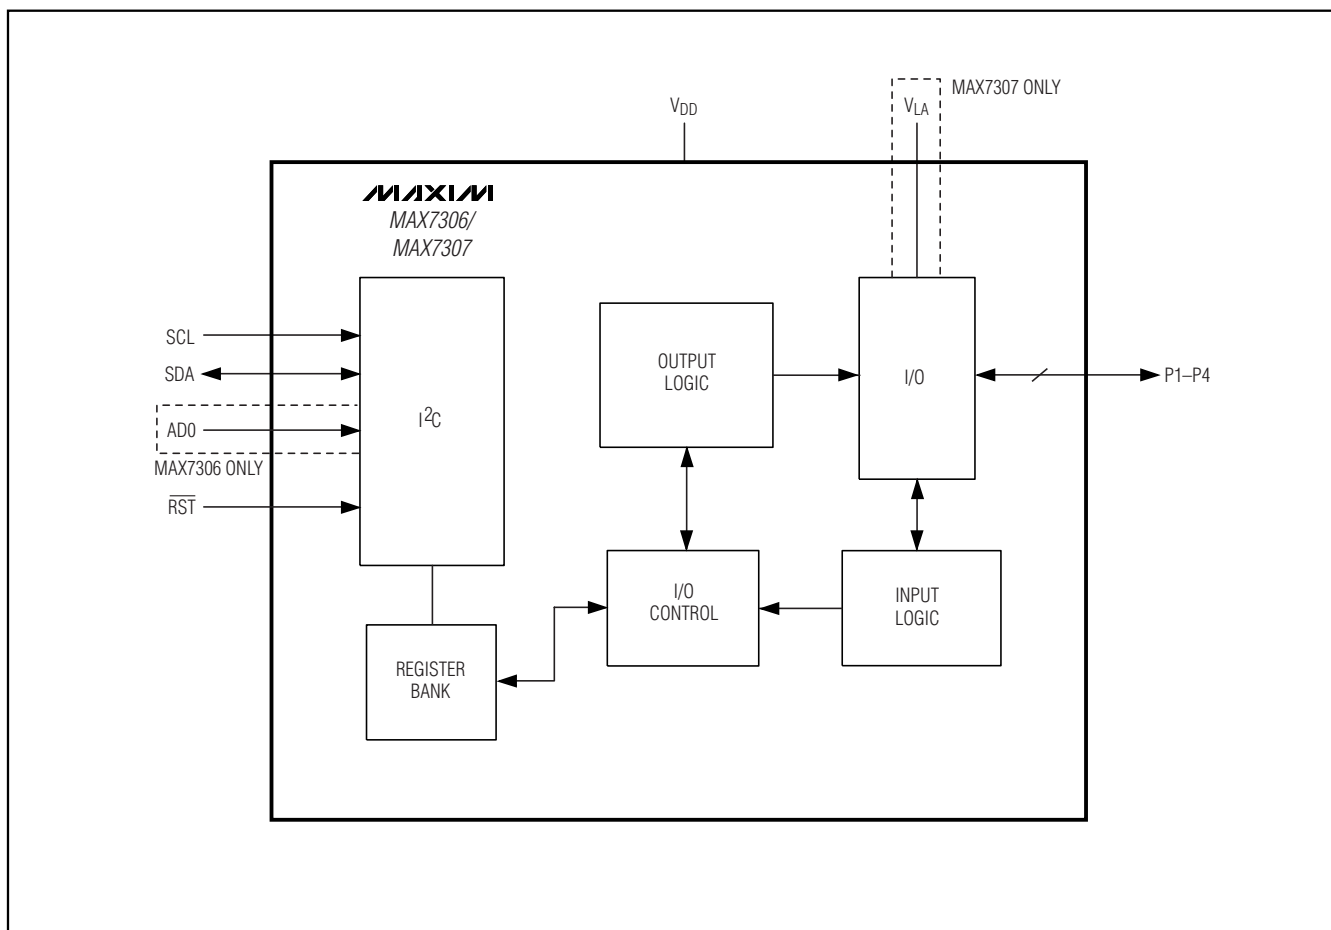 MAX7307 ONLY
VDD
VLA
MAXIM
MAX7306/
MAX7307
SCL
SDA
AD0
MAX7306 ONLY
RST
I2C
OUTPUT
LOGIC
I/O
P1–P4
REGISTER
BANK
I/O
CONTROL
INPUT
LOGIC